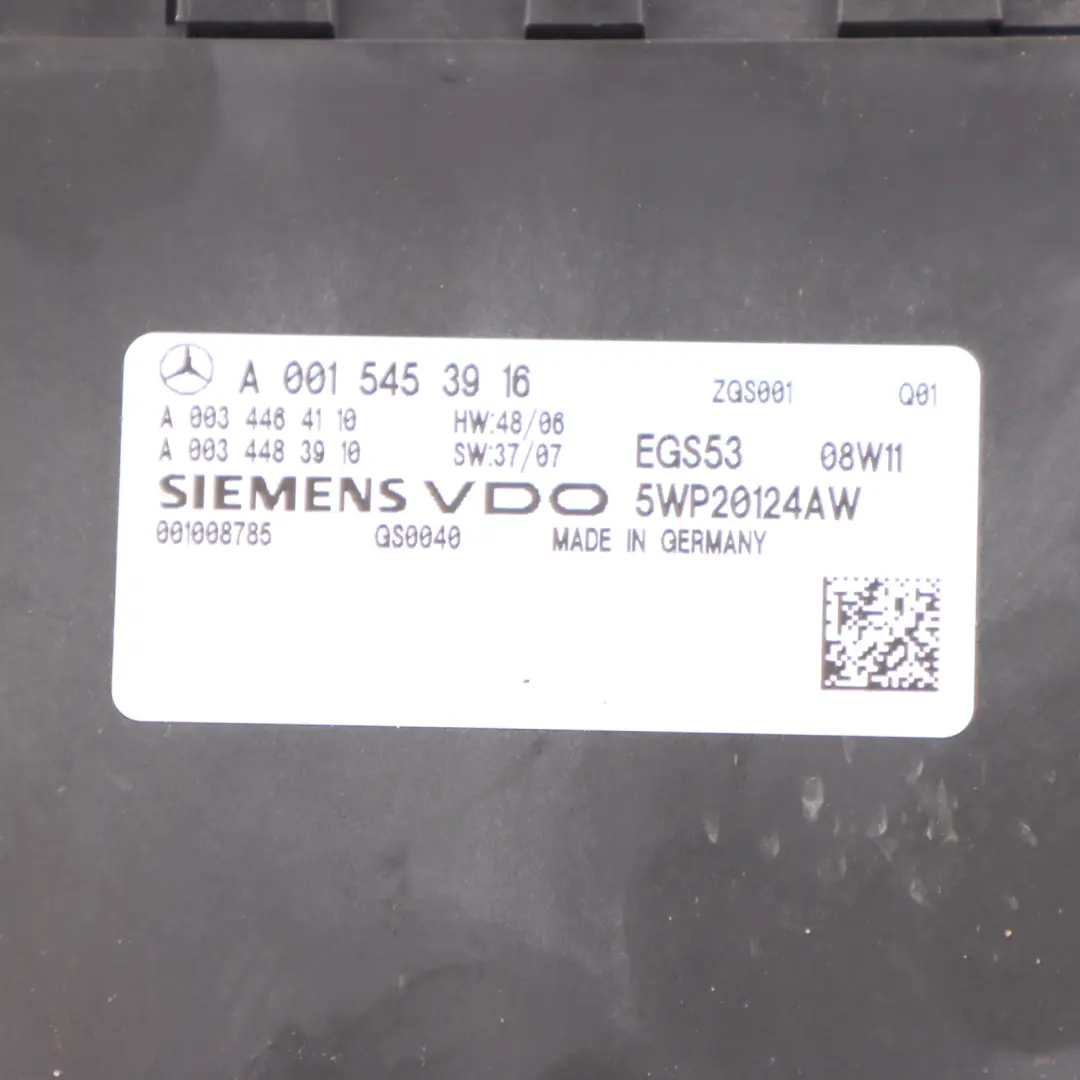 A 001 545 39 16 ZGS001 Q01
A 003 446 41 10 HW:48/06
A 003 448 39 10 SW:37/07 EGS53 08W11
SIEMENS VDO 5WP20124AW
001008785 QS0040 MADE IN GERMANY